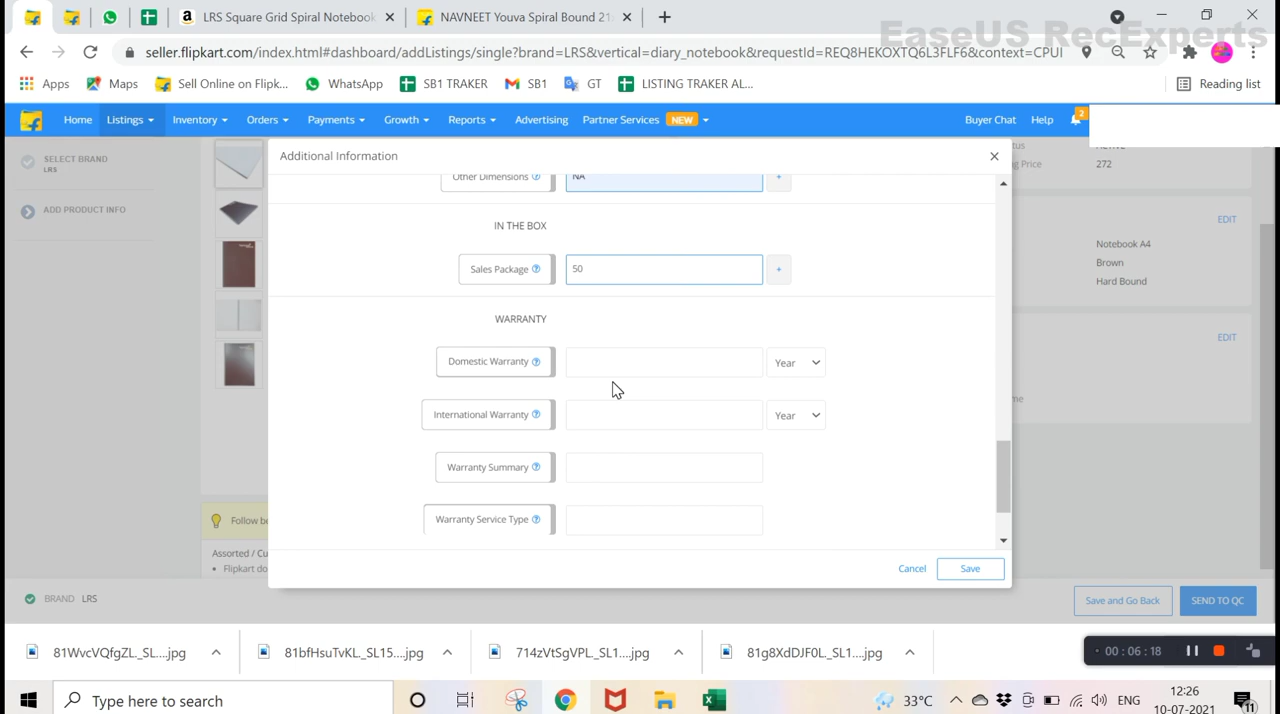 EaseUS RecExperts
LRS Square Grid Spiral Notebook
NAVNEET Youva Spiral Bound 21
seller.flipkart.com/index.html#dashboard/addListings/single?brand=LRS&vertical=diary_notebook&requestId=REQ8HEKOXTQ6L3FLF6&context=CPUI
Apps Maps Sell Online on Flipk... WhatsApp SB1 TRAKER SB1 GT LISTING TRAKER AL... Reading list
Home Listings Inventory Orders Payments Growth Reports Advertising Partner Services NEW Buyer Chat Help 2
SELECT BRAND
LRS
ADD PRODUCT INFO
Additional Information
Price 272
Other Dimensions NA
IN THE BOX
EDIT
Notebook A4
Brown
Hard Bound
Sales Package 50 +
WARRANTY
EDIT
Domestic Warranty Year
International Warranty Year
Warranty Summary
Warranty Service Type
Follow be
Assorted / Cu
• Flipkart do
Cancel Save
BRAND LRS
Save and Go Back SEND TO QC
81WvcVQfgZL._SL....jpg 81bfHsuTvKL._SL15....jpg 714zVtSgVPL._SL1....jpg 81g8XdDJF0L._SL1....jpg
00 : 06 : 18
Type here to search
33°C ENG 12:26
10-07-2021
11